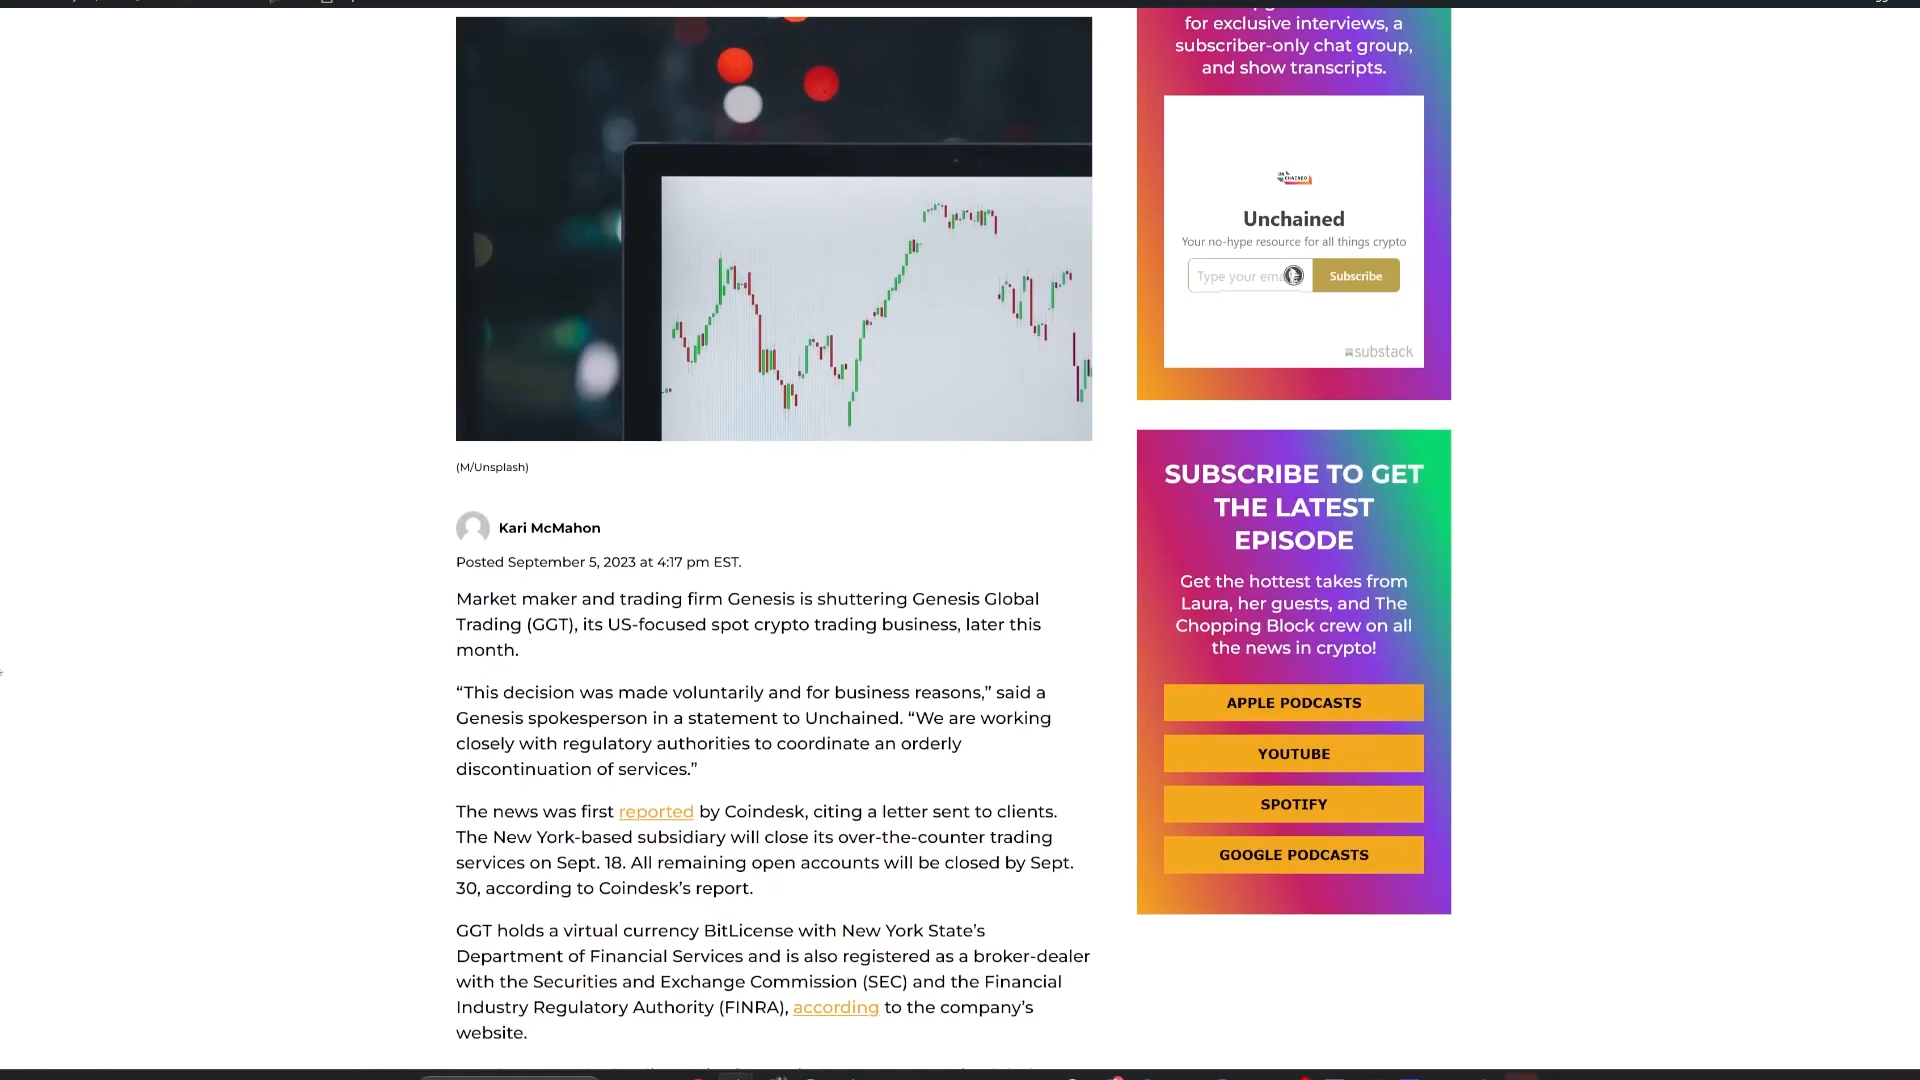 for exclusive interviews, a
subscriber-only chat group,
and show transcripts.
UN
CHAINED
Unchained
Your no-hype resource for all things crypto
Type your ema
Subscribe
substack
(M/Unsplash)
Kari McMahon
Posted September 5, 2023 at 4:17 pm EST.
Market maker and trading firm Genesis is shuttering Genesis Global
Trading (GGT), its US-focused spot crypto trading business, later this
month.
“This decision was made voluntarily and for business reasons,” said a
Genesis spokesperson in a statement to Unchained. “We are working
closely with regulatory authorities to coordinate an orderly
discontinuation of services.”
The news was first reported by Coindesk, citing a letter sent to clients.
The New York-based subsidiary will close its over-the-counter trading
services on Sept. 18. All remaining open accounts will be closed by Sept.
30, according to Coindesk’s report.
GGT holds a virtual currency BitLicense with New York State’s
Department of Financial Services and is also registered as a broker-dealer
with the Securities and Exchange Commission (SEC) and the Financial
Industry Regulatory Authority (FINRA), according to the company’s
website.
SUBSCRIBE TO GET
THE LATEST
EPISODE
Get the hottest takes from
Laura, her guests, and The
Chopping Block crew on all
the news in crypto!
APPLE PODCASTS
YOUTUBE
SPOTIFY
GOOGLE PODCASTS